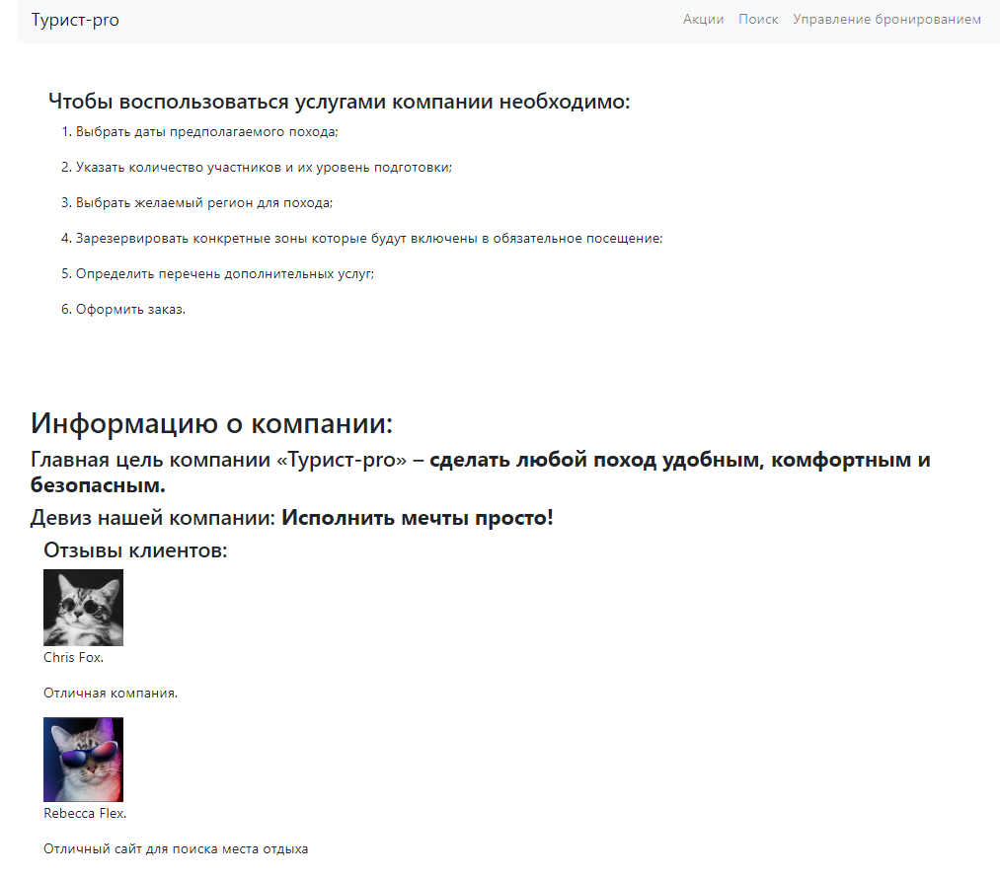 Турист-pro
Акции Поиск Управление бронированием
Чтобы воспользоваться услугами компании необходимо:
1. Выбрать даты предполагаемого похода;
2. Указать количество участников и их уровень подготовки;
3. Выбрать желаемый регион для похода;
4. Зарезервировать конкретные зоны которые будут включены в обязательное посещение;
5. Определить перечень дополнительных услуг;
6. Оформить заказ.
Информацию о компании:
Главная цель компании «Турист-pro» – сделать любой поход удобным, комфортным и
безопасным.
Девиз нашей компании: Исполнить мечты просто!
Отзывы клиентов:
Chris Fox.
Отличная компания.
Rebecca Flex.
Отличный сайт для поиска места отдыха